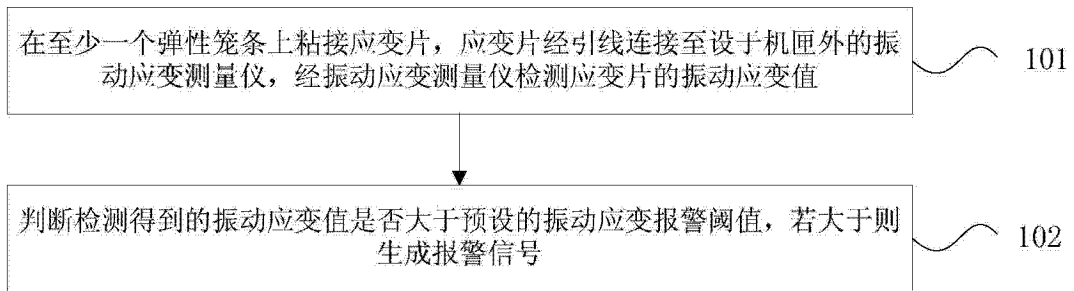 在至少一个弹性笼条上粘接应变片，应变片经引线连接至设于机匣外的振
动应变测量仪，经振动应变测量仪检测应变片的振动应变值
101
判断检测得到的振动应变值是否大于预设的振动应变报警阈值，若大于则
生成报警信号
102